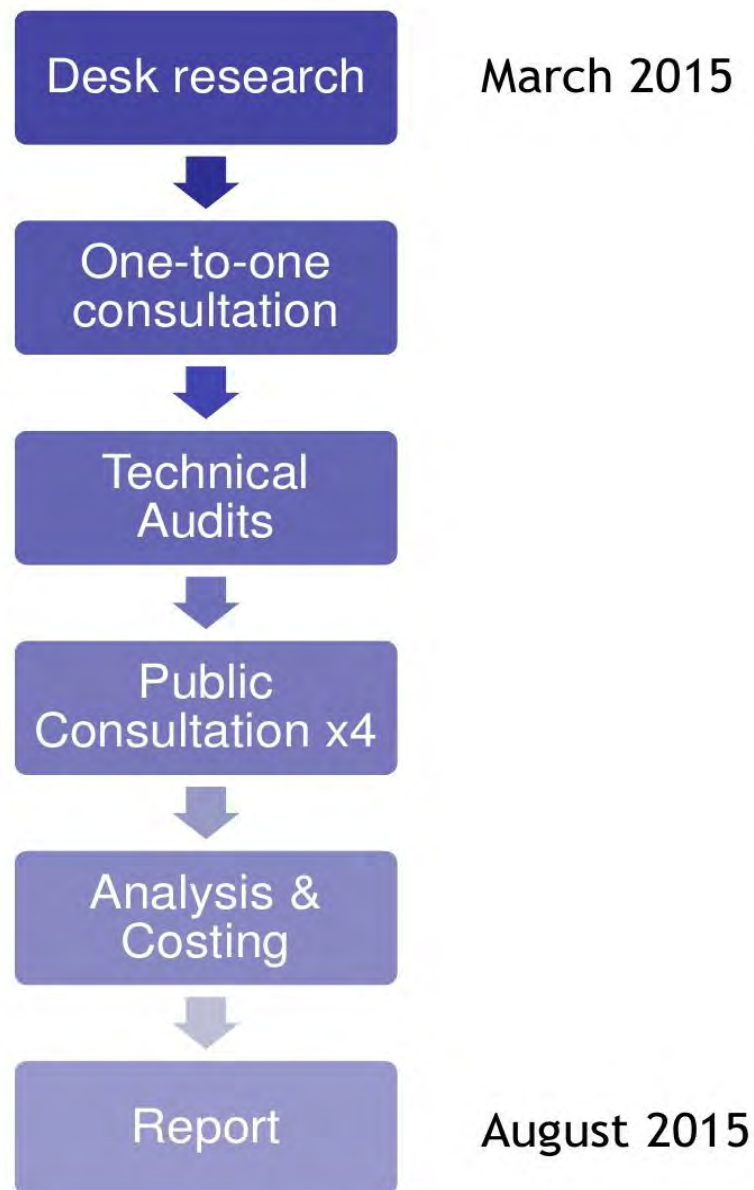 Desk research March 2015
One-to-one
consultation
Technical
Audits
Public
Consultation x4
Analysis &
Costing
Report August 2015